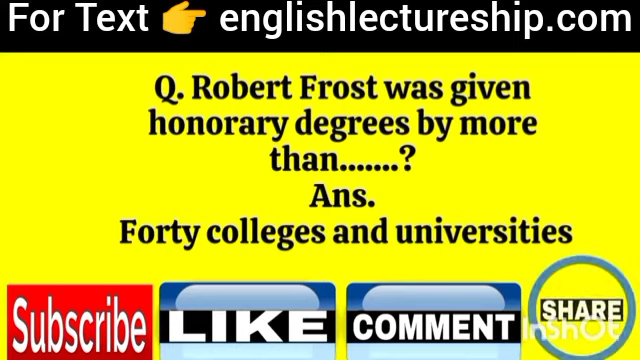 For Text 👉 englishlectureship.com
Q. Robert Frost was given
honorary degrees by more
than.......?
Ans.
Forty colleges and universities
Subscribe
LIKE
COMMENT
SHARE
InShOt